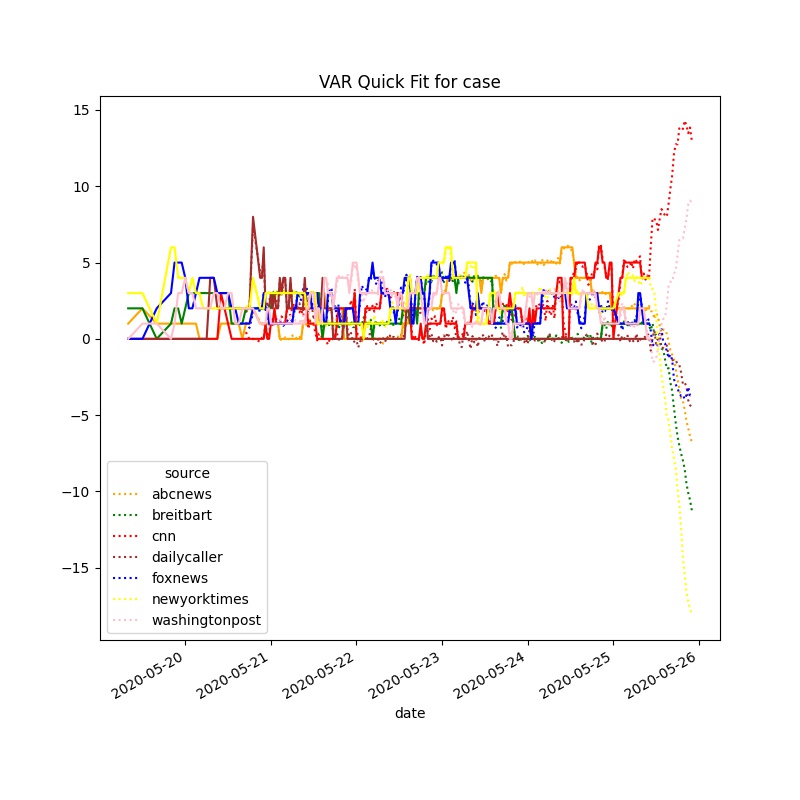 VAR Quick Fit for case
15
10
5
0
−5
−10
−15
source
abcnews
breitbart
cnn
dailycaller
foxnews
newyorktimes
washingtonpost
2020-05-20
2020-05-21
2020-05-22
2020-05-23
2020-05-24
2020-05-25
2020-05-26
date